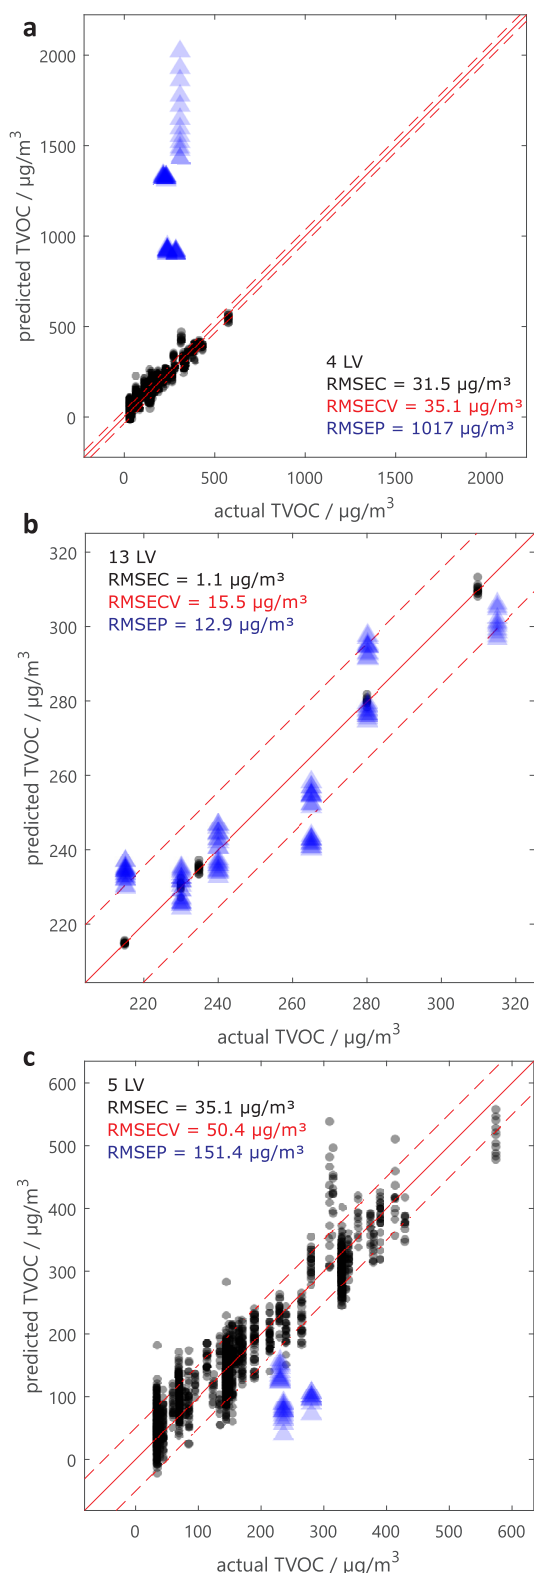 a
2000
1500
1000
500
0
predicted TVOC / µg/m³
4 LV
RMSEC = 31.5 µg/m³
RMSECV = 35.1 µg/m³
RMSEP = 1017 µg/m³
0 500 1000 1500 2000
actual TVOC / µg/m³
b
320
300
280
260
240
220
predicted TVOC / µg/m³
13 LV
RMSEC = 1.1 µg/m³
RMSECV = 15.5 µg/m³
RMSEP = 12.9 µg/m³
220 240 260 280 300 320
actual TVOC / µg/m³
c
600
500
400
300
200
100
0
predicted TVOC / µg/m³
5 LV
RMSEC = 35.1 µg/m³
RMSECV = 50.4 µg/m³
RMSEP = 151.4 µg/m³
0 100 200 300 400 500 600
actual TVOC / µg/m³